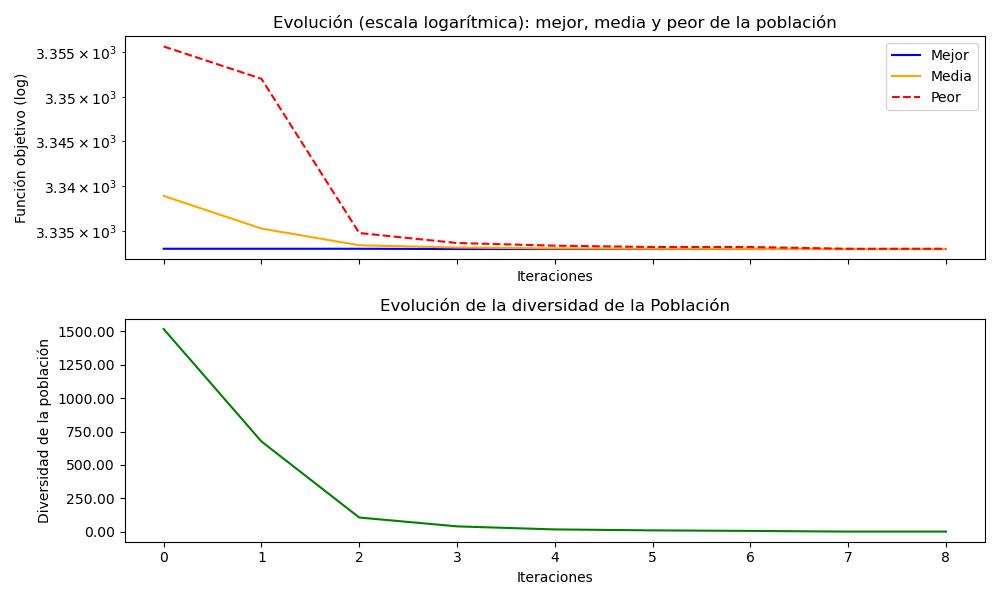 Evolución (escala logarítmica): mejor, media y peor de la población
Función objetivo (log)
3.355 × 10³
3.35 × 10³
3.345 × 10³
3.34 × 10³
3.335 × 10³
Mejor
Media
Peor
Iteraciones
Evolución de la diversidad de la Población
Diversidad de la población
1500.00
1250.00
1000.00
750.00
500.00
250.00
0.00
0 1 2 3 4 5 6 7 8
Iteraciones